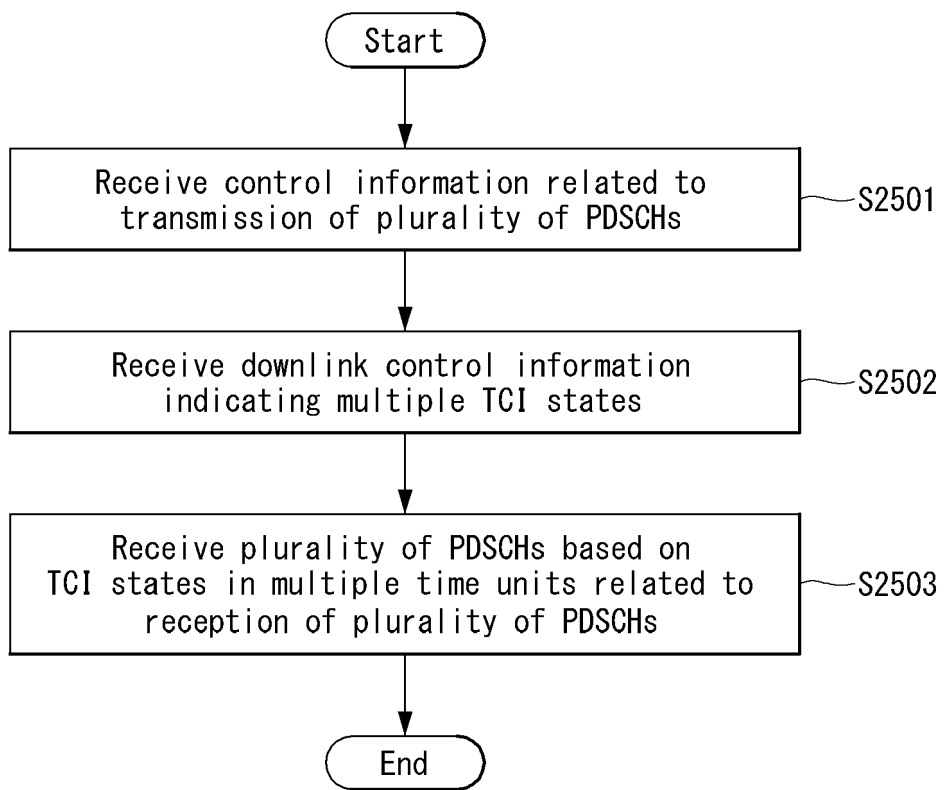 Start
Receive control information related to
transmission of plurality of PDSCHs
S2501
Receive downlink control information
indicating multiple TCI states
S2502
Receive plurality of PDSCHs based on
TCI states in multiple time units related to
reception of plurality of PDSCHs
S2503
End